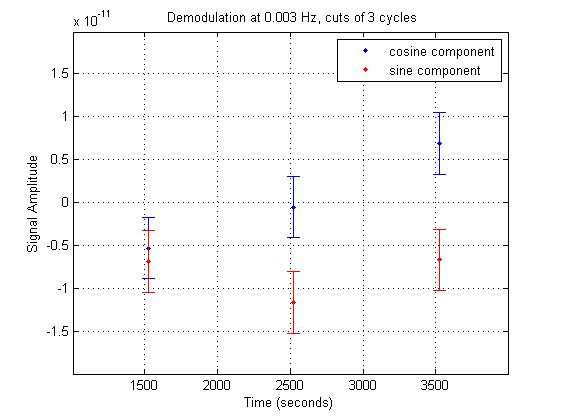 x 10-11
Demodulation at 0.003 Hz, cuts of 3 cycles
cosine component
sine component
1.5
1
0.5
0
-0.5
-1
-1.5
Signal Amplitude
1500
2000
2500
3000
3500
Time (seconds)